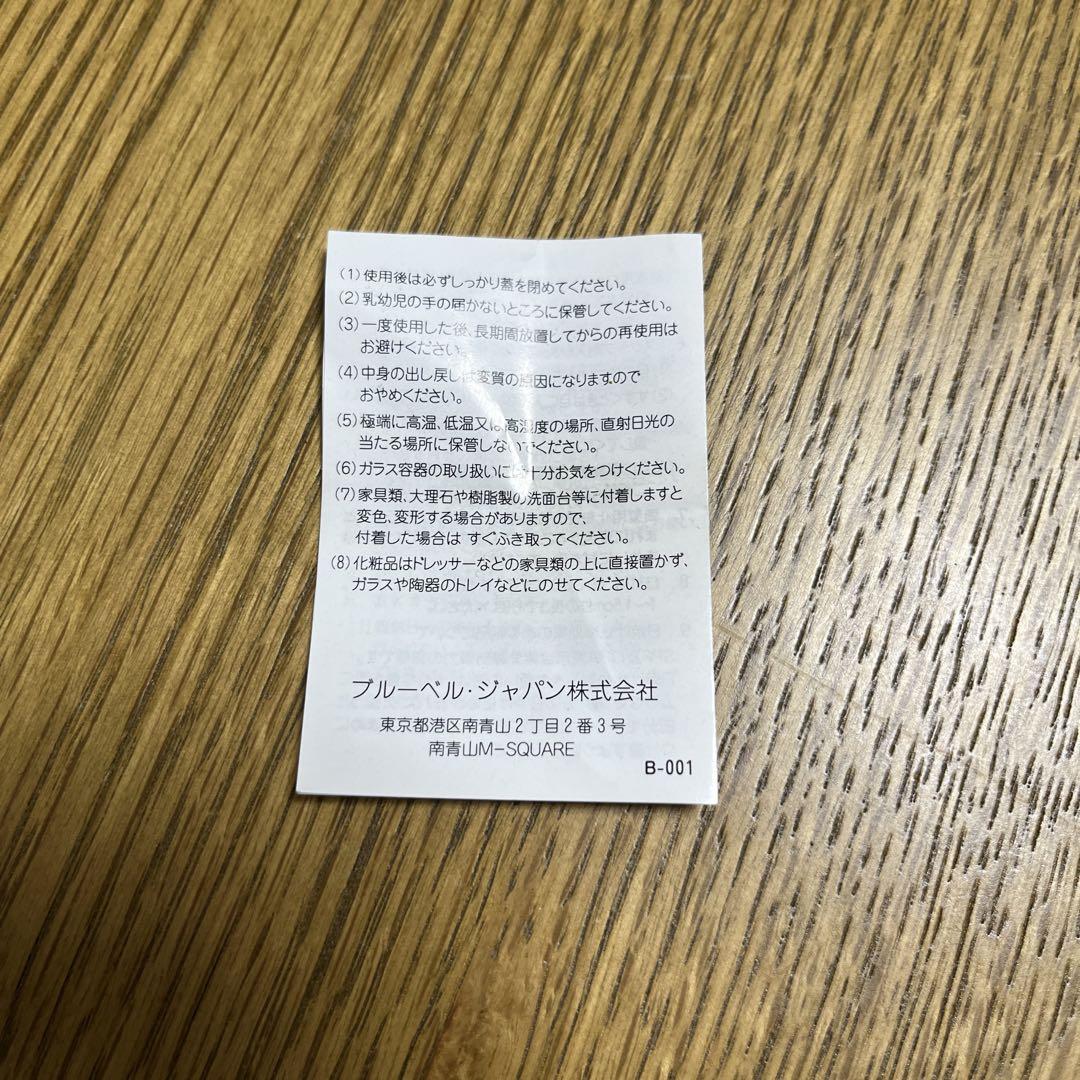 (1)使用後は必ずしっかり蓋を閉めてください。
(2)乳幼児の手の届かないところに保管してください。
(3)一度使用した後、長期間放置してからの再使用は
お避けください。
(4)中身の出し戻しは変質の原因になりますので
おやめください。
(5)極端に高温、低温又は高湿度の場所、直射日光の
当たる場所に保管しないでください。
(6)ガラス容器の取り扱いには十分お気をつけください。
(7)家具類、大理石や樹脂製の洗面台等に付着しますと
変色、変形する場合がありますので、
付着した場合は すぐふき取ってください。
(8)化粧品はドレッサーなどの家具類の上に直接置かず、
ガラスや陶器のトレイなどにのせてください。
ブルーベル・ジャパン株式会社
東京都港区南青山2丁目2番3号
南青山M-SQUARE
B-001